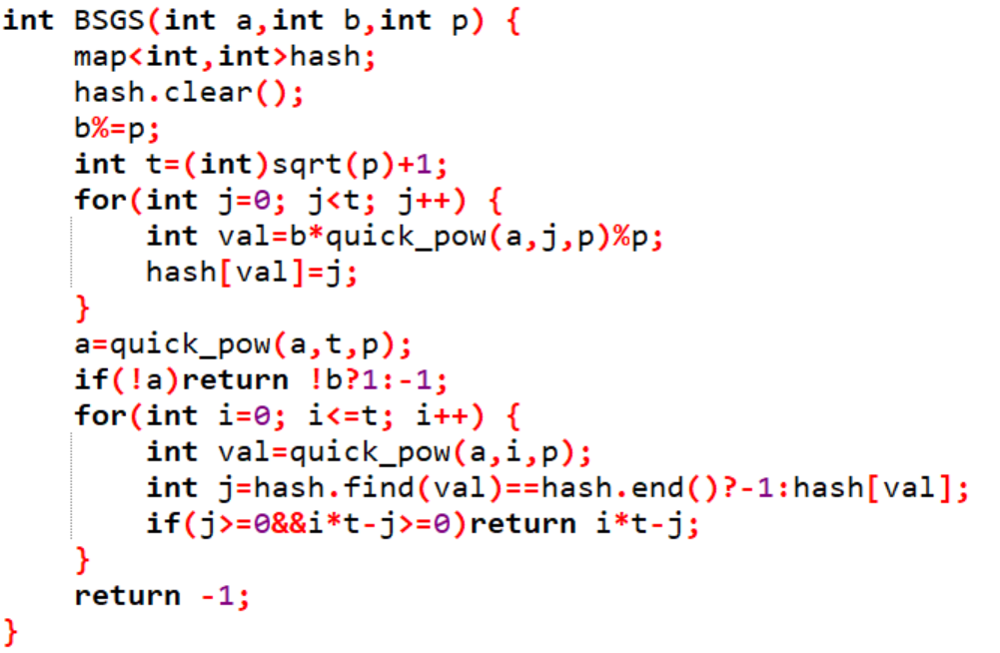 int BSGS(int a,int b,int p) {
    map<int,int>hash;
    hash.clear();
    b%=p;
    int t=(int)sqrt(p)+1;
    for(int j=0; j<t; j++) {
        int val=b*quick_pow(a,j,p)%p;
        hash[val]=j;
    }
    a=quick_pow(a,t,p);
    if(!a)return !b?1:-1;
    for(int i=0; i<=t; i++) {
        int val=quick_pow(a,i,p);
        int j=hash.find(val)==hash.end()?-1:hash[val];
        if(j>=0&&i*t-j>=0)return i*t-j;
    }
    return -1;
}